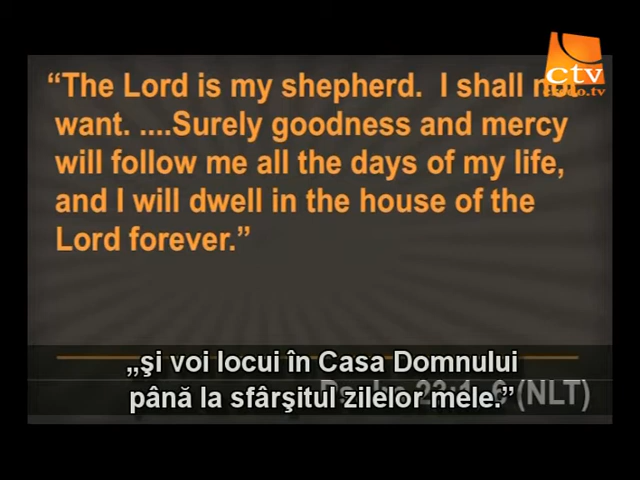 ctv
“The Lord is my shepherd. I shall
want. ....Surely goodness and mercy
will follow me all the days of my life,
and I will dwell in the house of the
Lord forever.”
„şi voi locui în Casa Domnului
până la sfârşitul zilelor mele.”
(NLT)